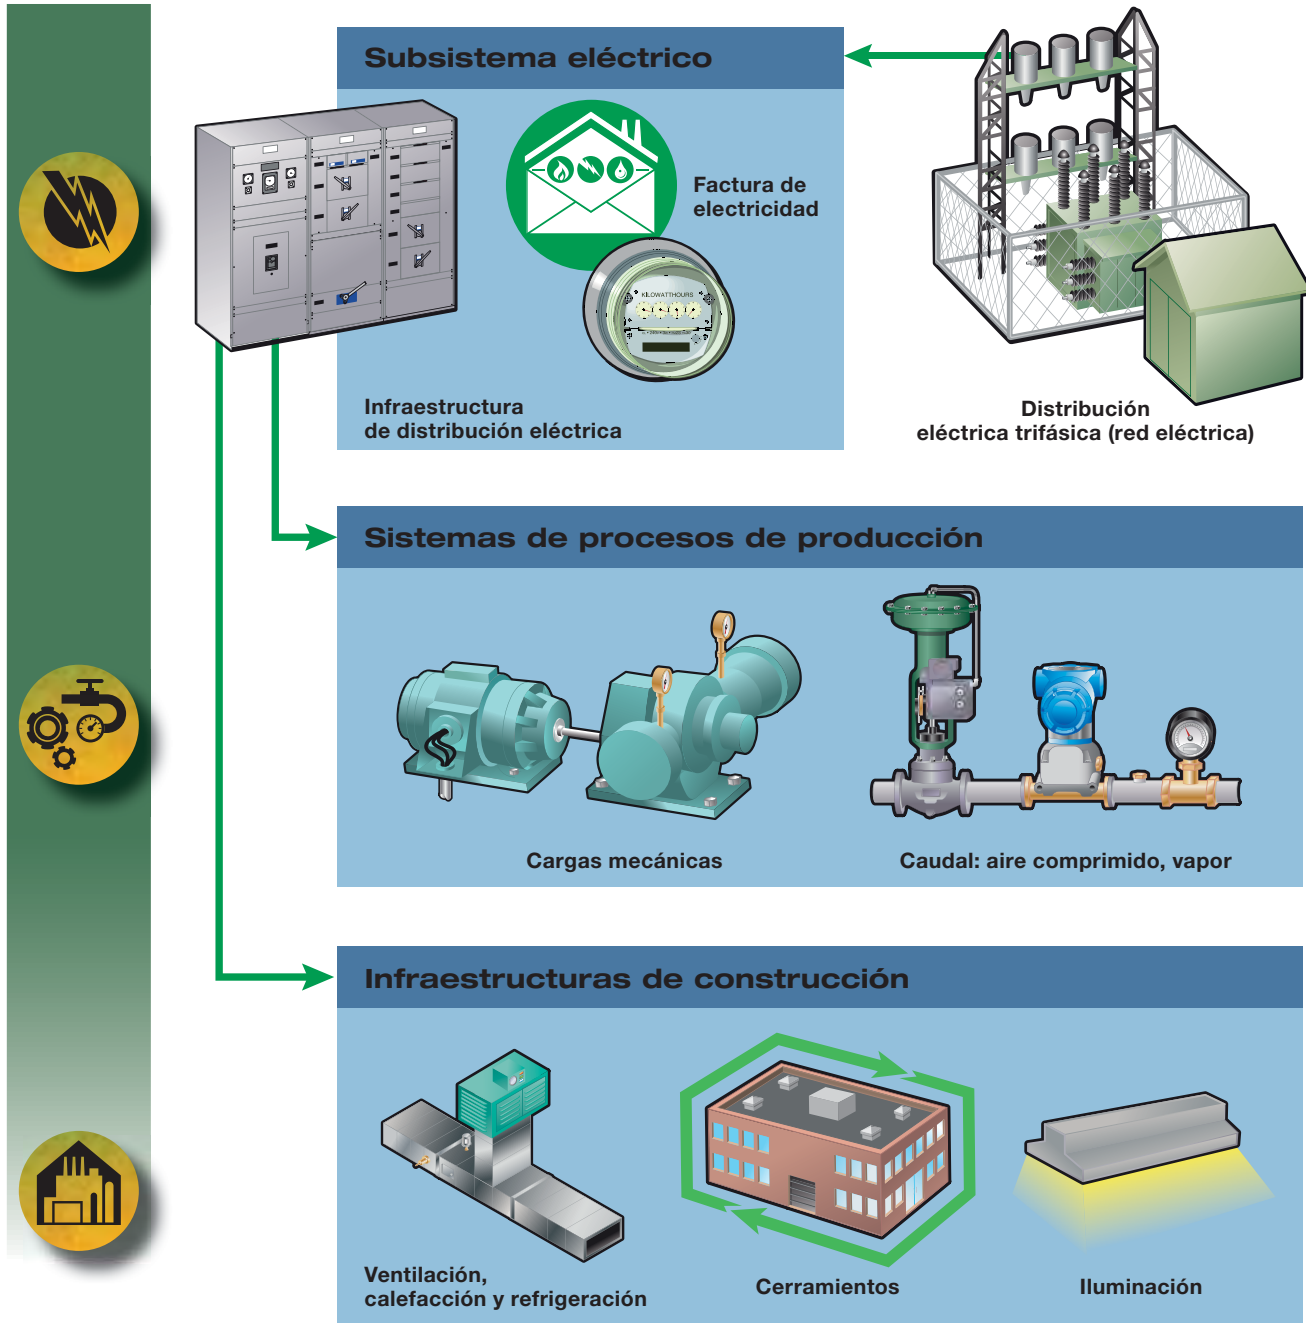 Subsistema eléctrico
Factura de
electricidad
KILOWATTHOURS
Infraestructura
de distribución eléctrica
Distribución
eléctrica trifásica (red eléctrica)
Sistemas de procesos de producción
Cargas mecánicas
Caudal: aire comprimido, vapor
Infraestructuras de construcción
Ventilación,
calefacción y refrigeración
Cerramientos
Iluminación